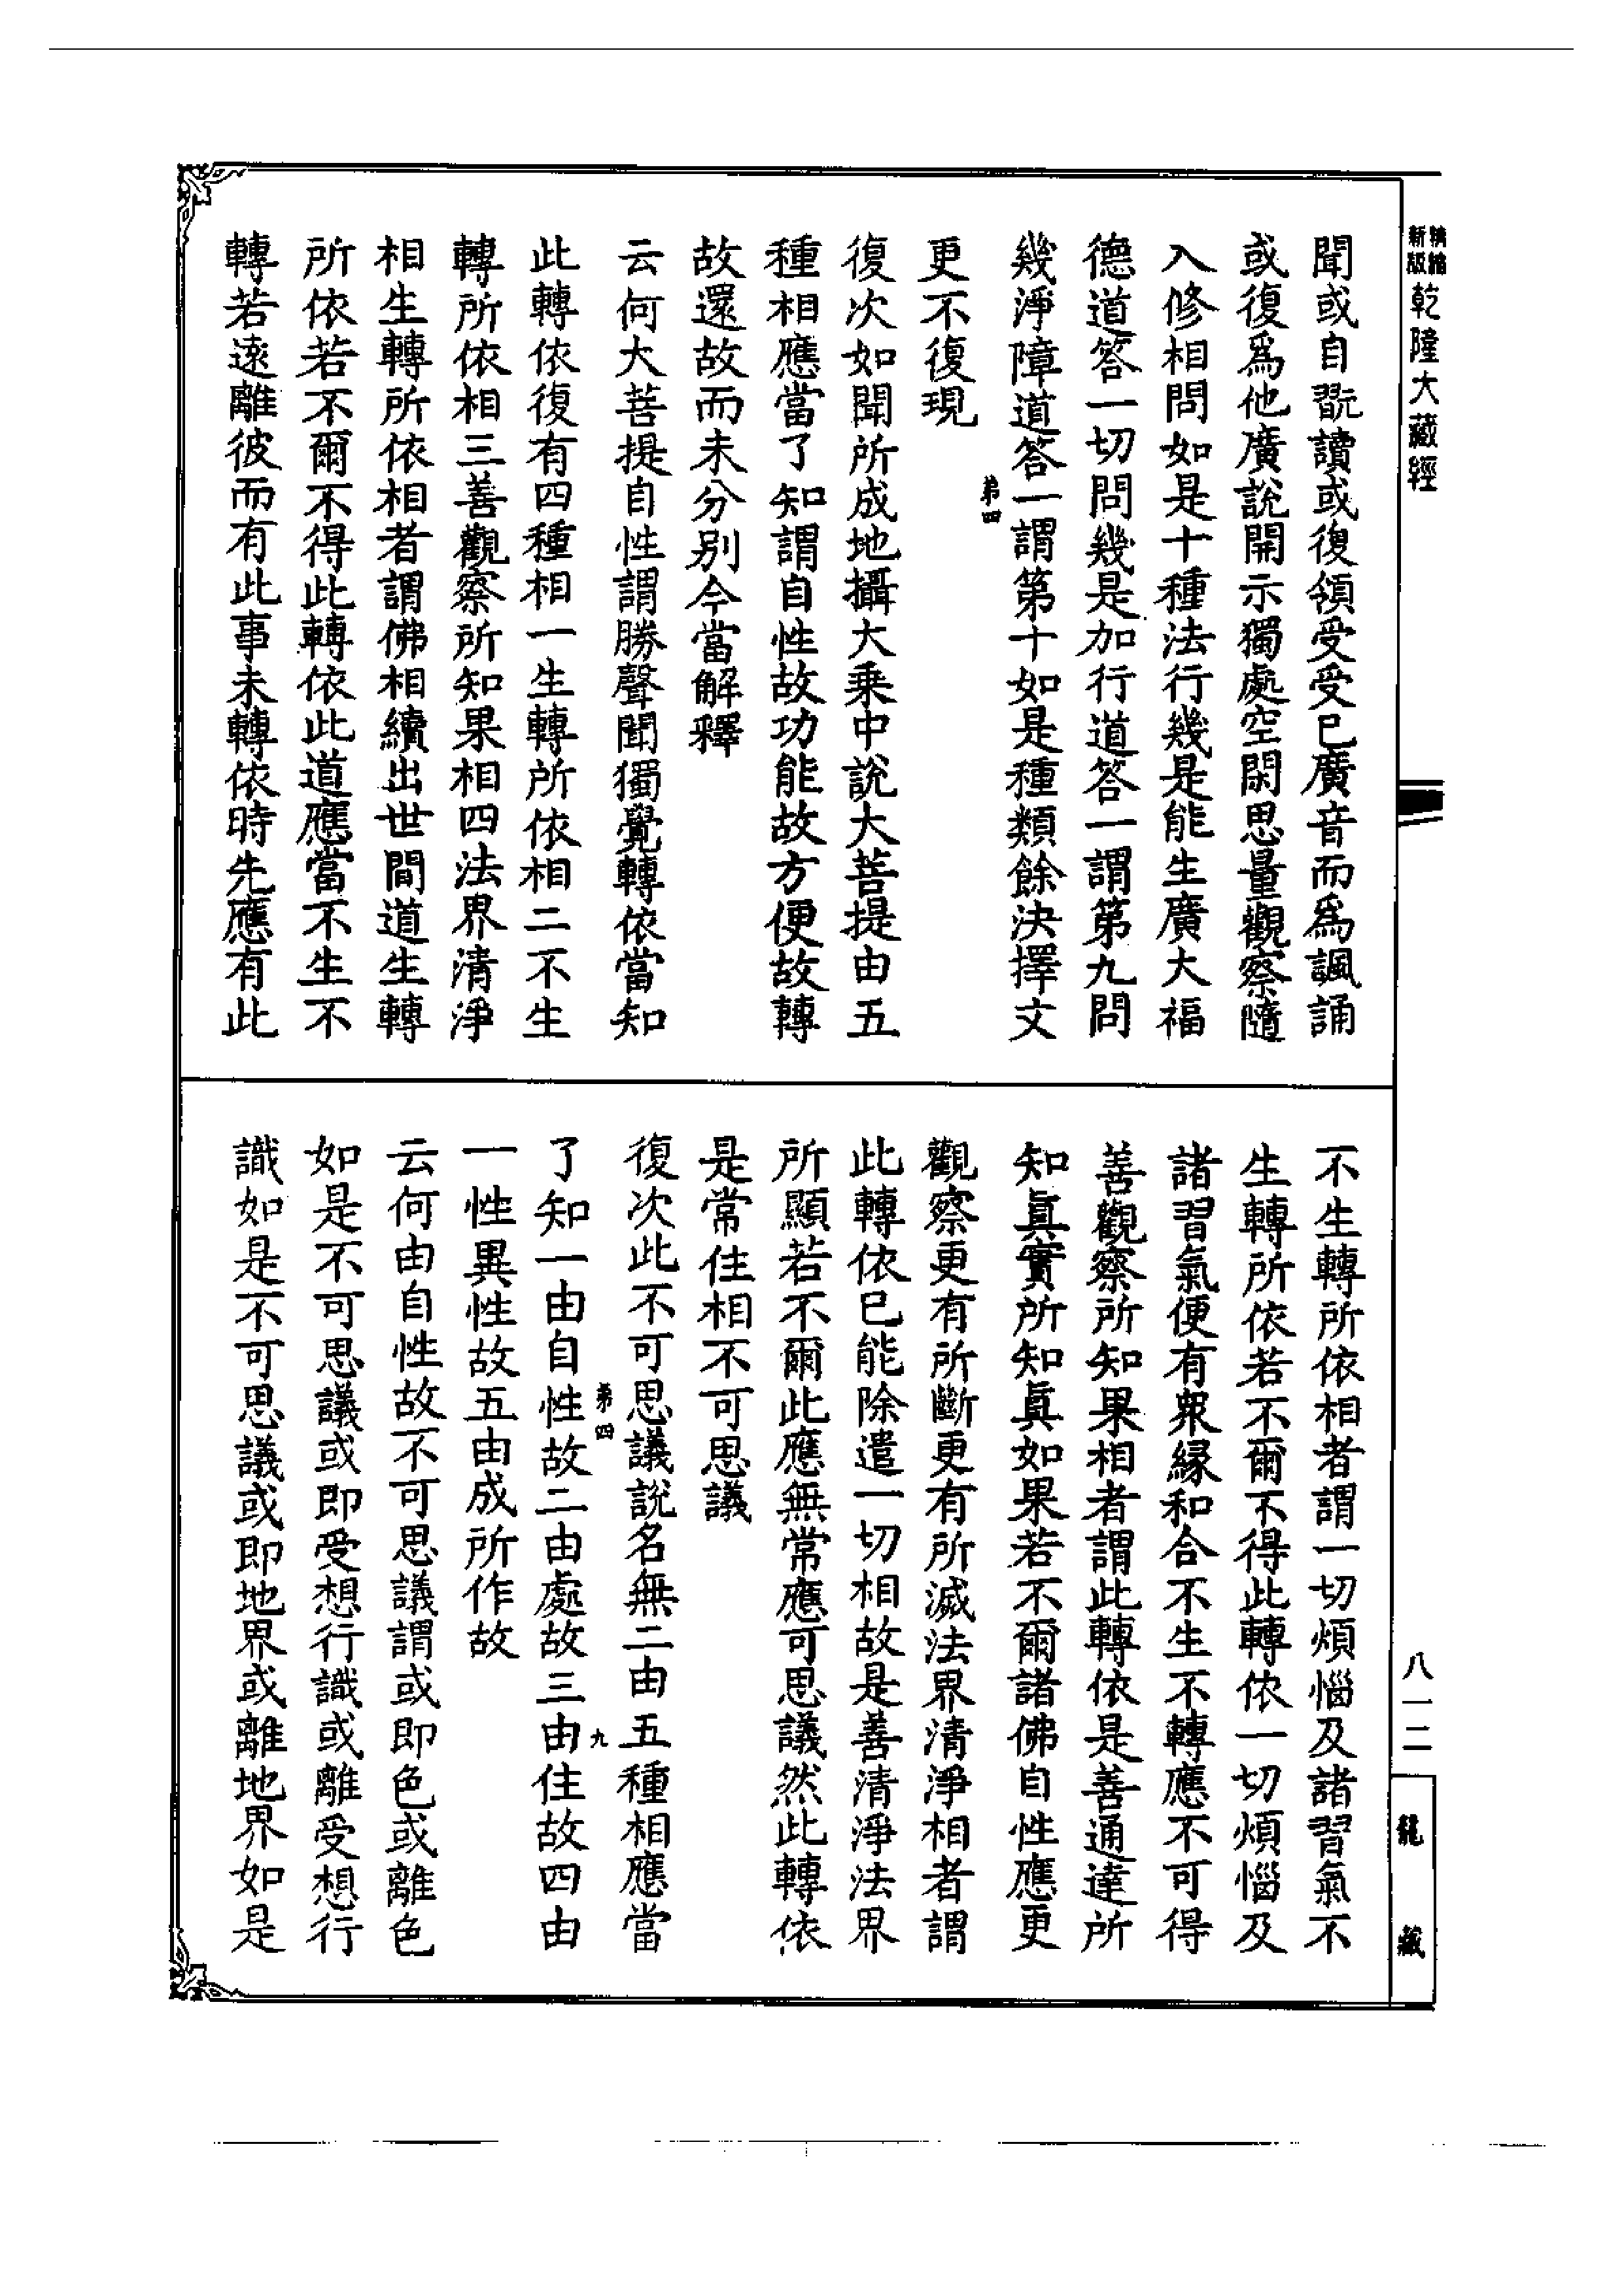 精縮新版乾隆大藏經
聞或自翫讀或復領受受已廣音而爲諷誦
或復爲他廣說開示獨處空閑思量觀察隨
入修相問如是十種法行幾是能生廣大福
德道答一切問幾是加行道答一謂第九問
幾淨障道答一謂第十如是種類餘決擇文
第四
更不復現
復次如聞所成地攝大乘中說大菩提由五
種相應當了知謂自性故功能故方便故轉
故還故而未分別今當解釋
云何大菩提自性謂勝聲聞獨覺轉依當知
此轉依復有四種相一生轉所依相二不生
轉所依相三善觀察所知果相四法界清淨
相生轉所依相者謂佛相續出世間道生轉
所依若不爾不得此轉依此道應當不生不
轉若遠離彼而有此事未轉依時先應有此
不生轉所依相者謂一切煩惱及諸習氣不
生轉所依若不爾不得此轉依一切煩惱及
諸習氣便有衆緣和合不生不轉應不可得
善觀察所知果相者謂此轉依是善通達所
知眞實所知眞如果若不爾諸佛自性應更
觀察更有所斷更有所滅法界清淨相者謂
此轉依已能除遣一切相故是善清淨法界
所顯若不爾此應無常應可思議然此轉依
是常住相不可思議
復次此不可思議說名無二由五種相應當
第四
九
了知一由自性故二由處故三由住故四由
一性異性故五由成所作故
云何由自性故不可思議謂或即色或離色
如是不可思議或即受想行識或離受想行
識如是不可思議或即地界或離地界如是
八一二
龍藏